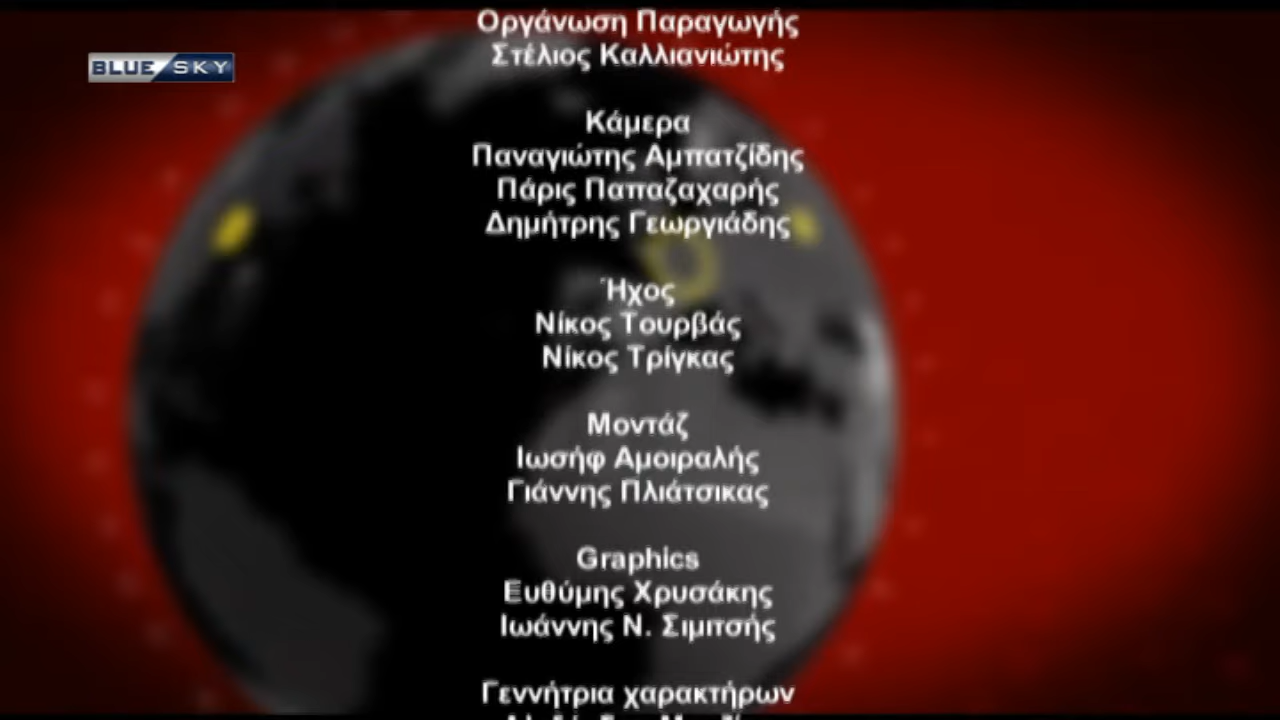 Οργάνωση Παραγωγής
Στέλιος Καλλιανιώτης
BLUE SKY
Κάμερα
Παναγιώτης Αμπατζίδης
Πάρις Παπαζαχαρής
Δημήτρης Γεωργιάδης
Ήχος
Νίκος Τουρβάς
Νίκος Τρίγκας
Μοντάζ
Ιωσήφ Αμοιραλής
Γιάννης Πλιάτσικας
Graphics
Ευθύμης Χρυσάκης
Ιωάννης Ν. Σιμιτσής
Γεννήτρια χαρακτήρων